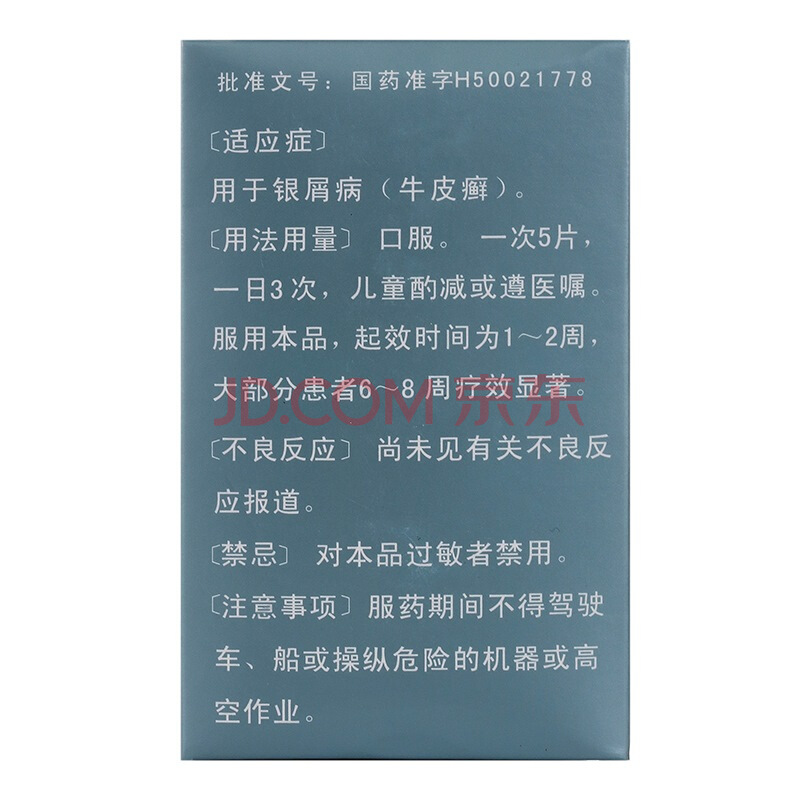 批准文号：国药准字H50021778
〔适应症〕
用于银屑病（牛皮癣）。
〔用法用量〕口服。一次5片，
一日3次，儿童酌减或遵医嘱。
服用本品，起效时间为1～2周，
大部分患者6～8周疗效显著。
JD.COM 京东
〔不良反应〕尚未见有关不良反
应报道。
〔禁忌〕对本品过敏者禁用。
〔注意事项〕服药期间不得驾驶
车、船或操纵危险的机器或高
空作业。